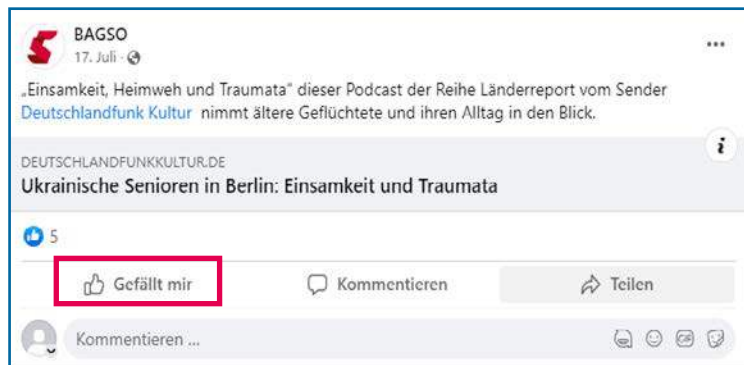 BAGSO
17. Juli ·
„Einsamkeit, Heimweh und Traumata" dieser Podcast der Reihe Länderreport vom Sender
Deutschlandfunk Kultur nimmt ältere Geflüchtete und ihren Alltag in den Blick.
DEUTSCHLANDFUNKKULTUR.DE
Ukrainische Senioren in Berlin: Einsamkeit und Traumata
5
Gefällt mir Kommentieren Teilen
Kommentieren ...